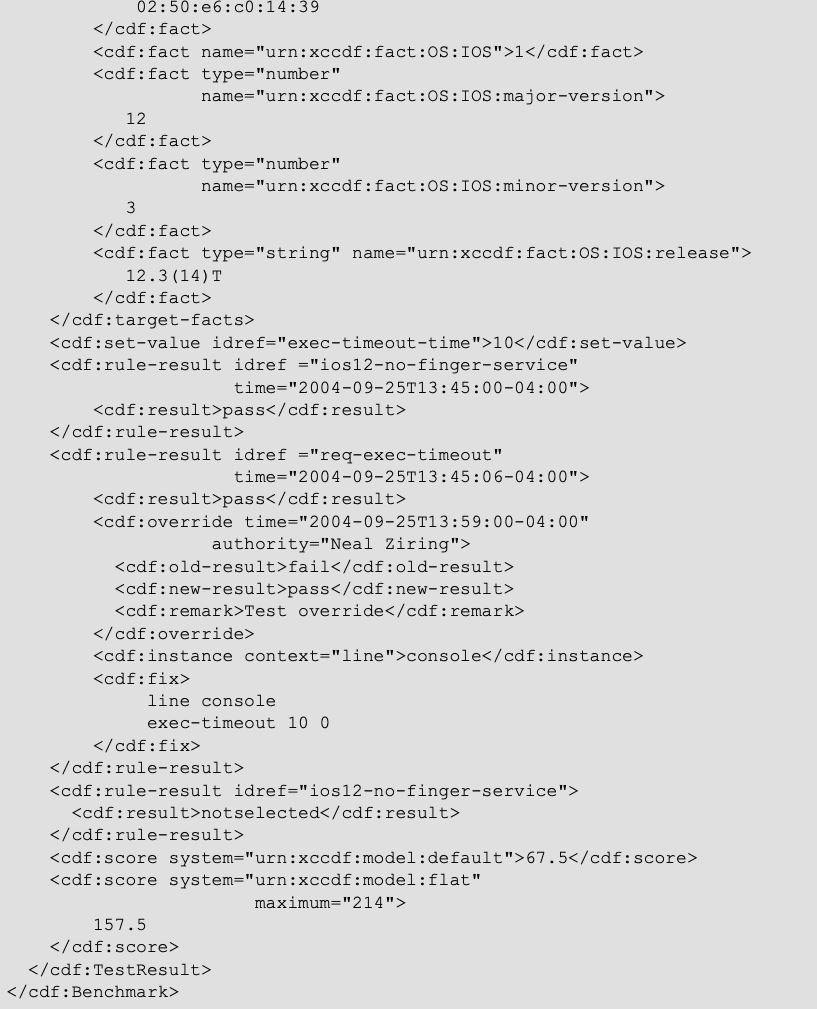 02:50:e6:c0:14:39
        </cdf:fact>
        <cdf:fact name="urn:xccdf:fact:OS:IOS">1</cdf:fact>
        <cdf:fact type="number"
                  name="urn:xccdf:fact:OS:IOS:major-version">
           12
        </cdf:fact>
        <cdf:fact type="number"
                  name="urn:xccdf:fact:OS:IOS:minor-version">
           3
        </cdf:fact>
        <cdf:fact type="string" name="urn:xccdf:fact:OS:IOS:release">
           12.3(14)T
        </cdf:fact>
    </cdf:target-facts>
    <cdf:set-value idref="exec-timeout-time">10</cdf:set-value>
    <cdf:rule-result idref ="ios12-no-finger-service"
                     time="2004-09-25T13:45:00-04:00">
        <cdf:result>pass</cdf:result>
    </cdf:rule-result>
    <cdf:rule-result idref ="req-exec-timeout"
                     time="2004-09-25T13:45:06-04:00">
        <cdf:result>pass</cdf:result>
        <cdf:override time="2004-09-25T13:59:00-04:00"
                   authority="Neal Ziring">
          <cdf:old-result>fail</cdf:old-result>
          <cdf:new-result>pass</cdf:new-result>
          <cdf:remark>Test override</cdf:remark>
        </cdf:override>
        <cdf:instance context="line">console</cdf:instance>
        <cdf:fix>
             line console
             exec-timeout 10 0
        </cdf:fix>
    </cdf:rule-result>
    <cdf:rule-result idref="ios12-no-finger-service">
      <cdf:result>notselected</cdf:result>
    </cdf:rule-result>
    <cdf:score system="urn:xccdf:model:default">67.5</cdf:score>
    <cdf:score system="urn:xccdf:model:flat"
                       maximum="214">
        157.5
    </cdf:score>
  </cdf:TestResult>
</cdf:Benchmark>